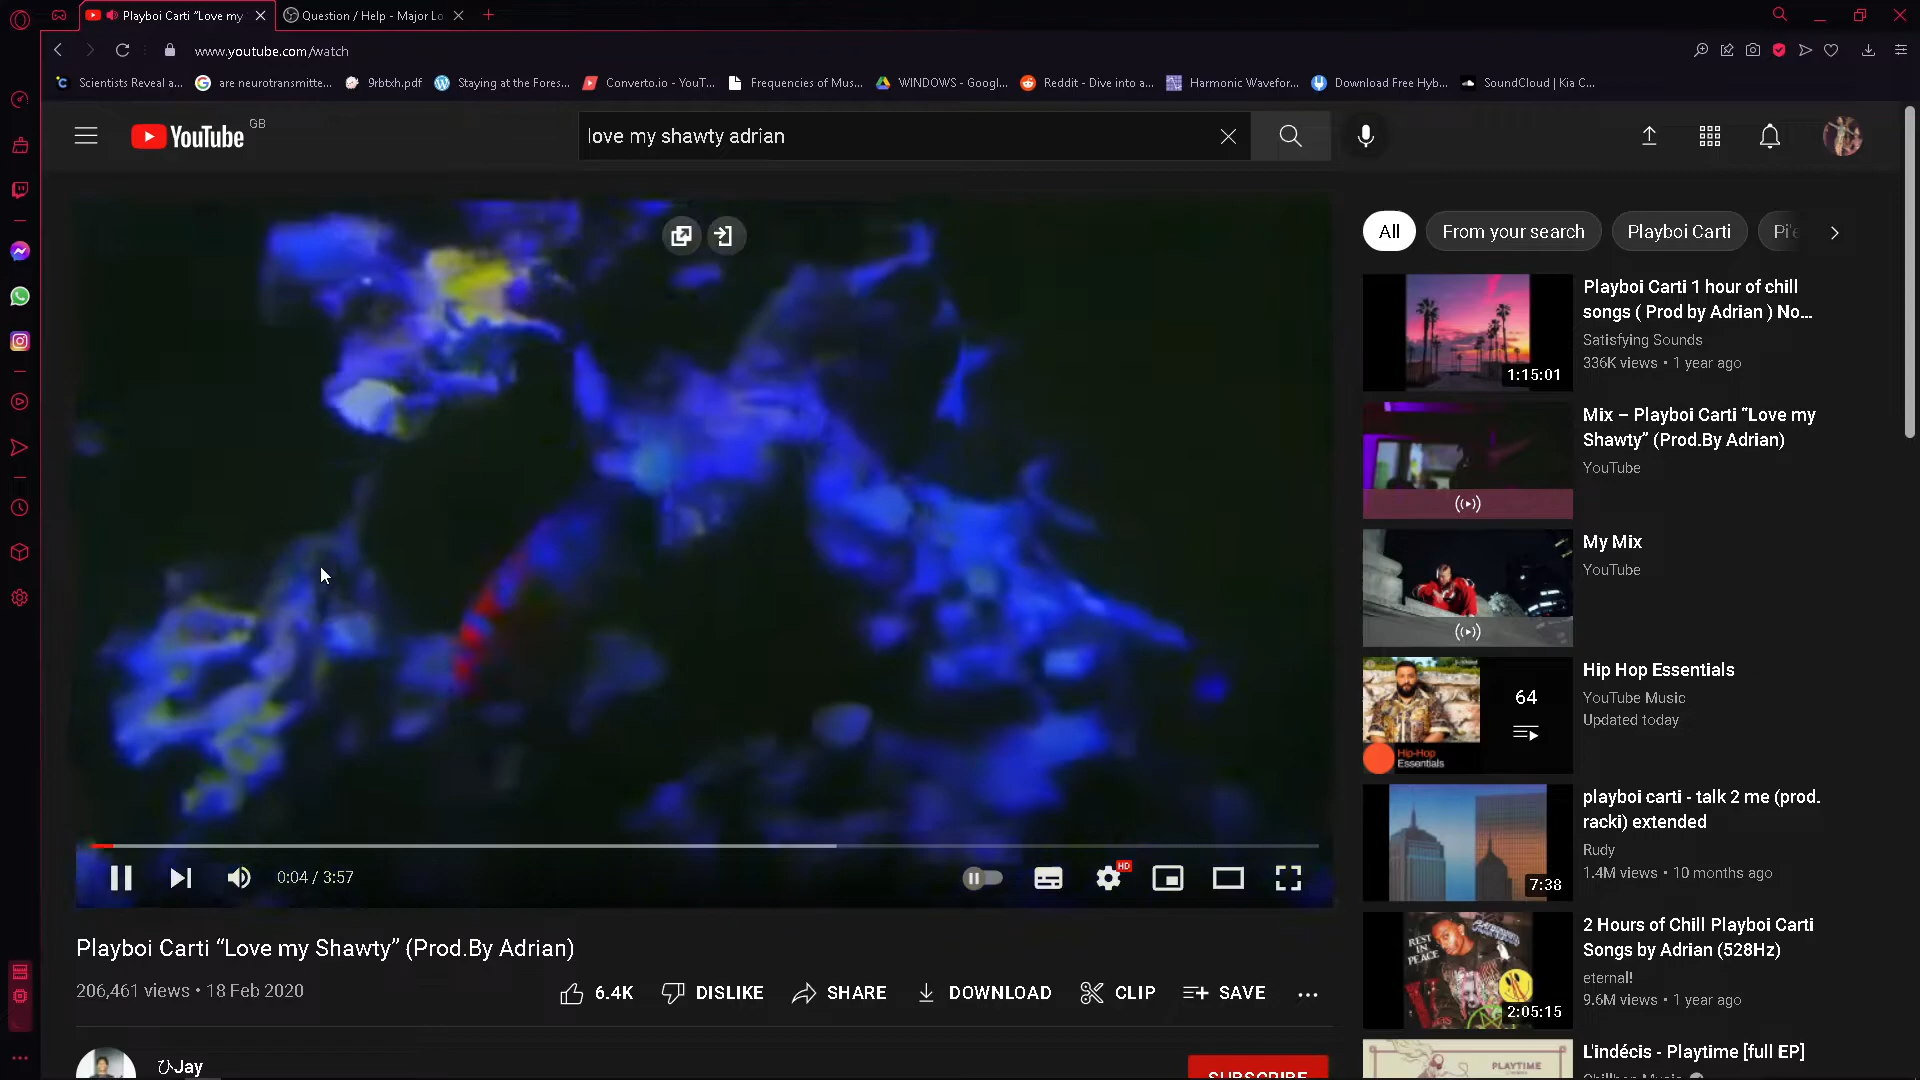 Playboi Carti “Love my
Question / Help - Major Lo
www.youtube.com/watch
Scientists Reveal a...
are neurotransmitte...
9rbtxh.pdf
Staying at the Fores...
Converto.io - YouT...
Frequencies of Mus...
WINDOWS - Googl...
Reddit - Dive into a...
Harmonic Wavefor...
Download Free Hyb...
SoundCloud | Kia C...
YouTube GB
love my shawty adrian
All
From your search
Playboi Carti
Playboi Carti 1 hour of chill
songs ( Prod by Adrian ) No...
Satisfying Sounds
336K views • 1 year ago
1:15:01
Mix – Playboi Carti “Love my
Shawty” (Prod.By Adrian)
YouTube
My Mix
YouTube
Hip Hop Essentials
YouTube Music
Updated today
64
Hip-Hop
Essentials
playboi carti - talk 2 me (prod.
racki) extended
Rudy
1.4M views • 10 months ago
7:38
2 Hours of Chill Playboi Carti
Songs by Adrian (528Hz)
eternal!
9.6M views • 1 year ago
REST IN
PEACE
2:05:15
L'indécis - Playtime [full EP]
PLAYTIME
0:04 / 3:57
HD
Playboi Carti “Love my Shawty” (Prod.By Adrian)
206,461 views • 18 Feb 2020
6.4K
DISLIKE
SHARE
DOWNLOAD
CLIP
SAVE
ひJay
SUBSCRIBE